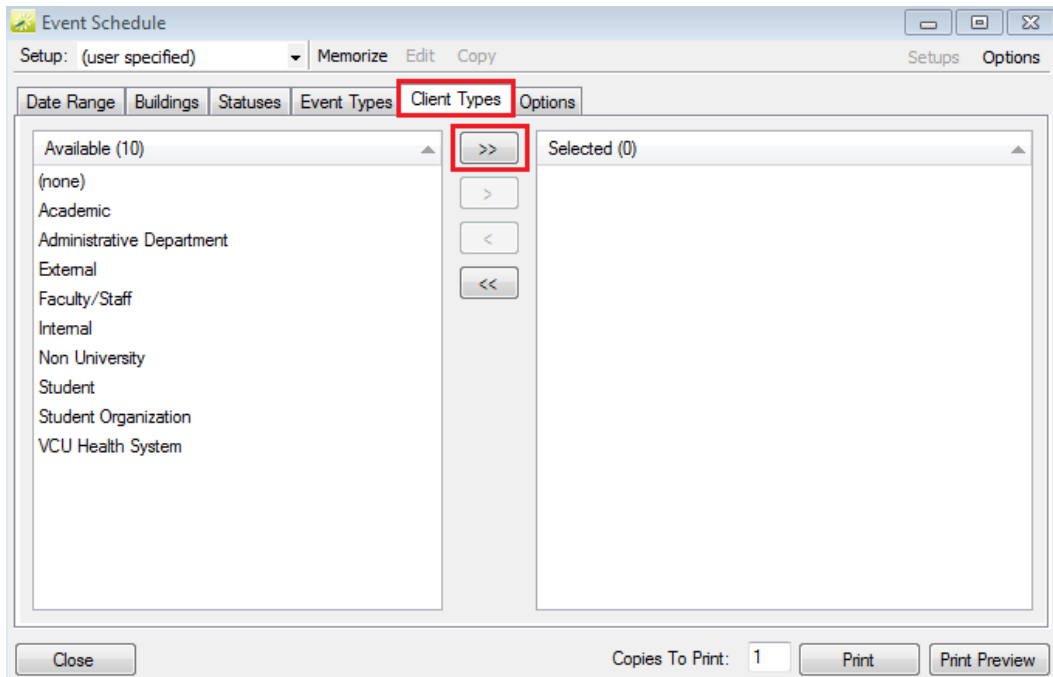 Event Schedule
Setup: (user specified) Memorize Edit Copy Setups Options
Date Range Buildings Statuses Event Types Client Types Options
Available (10) >> Selected (0)
(none)
>
Academic
Administrative Department
<
External
<<
Faculty/Staff
Internal
Non University
Student
Student Organization
VCU Health System
Close Copies To Print: 1 Print Print Preview